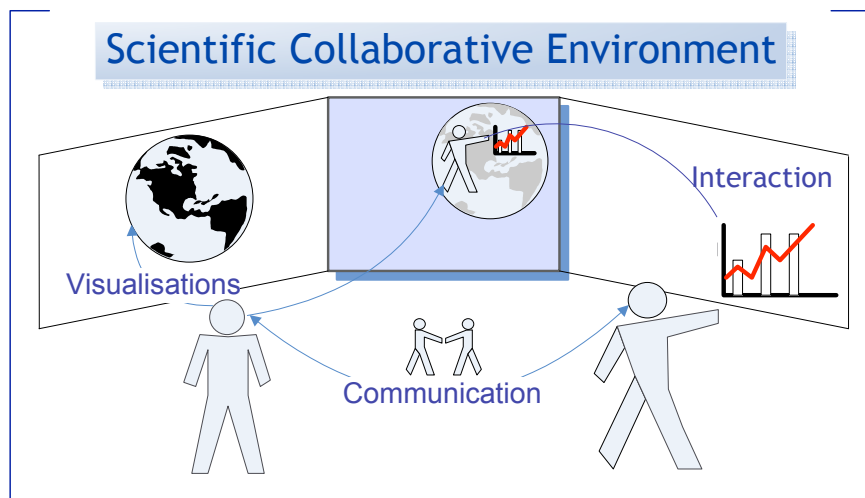 Scientific Collaborative Environment
Interaction
Visualisations
Communication